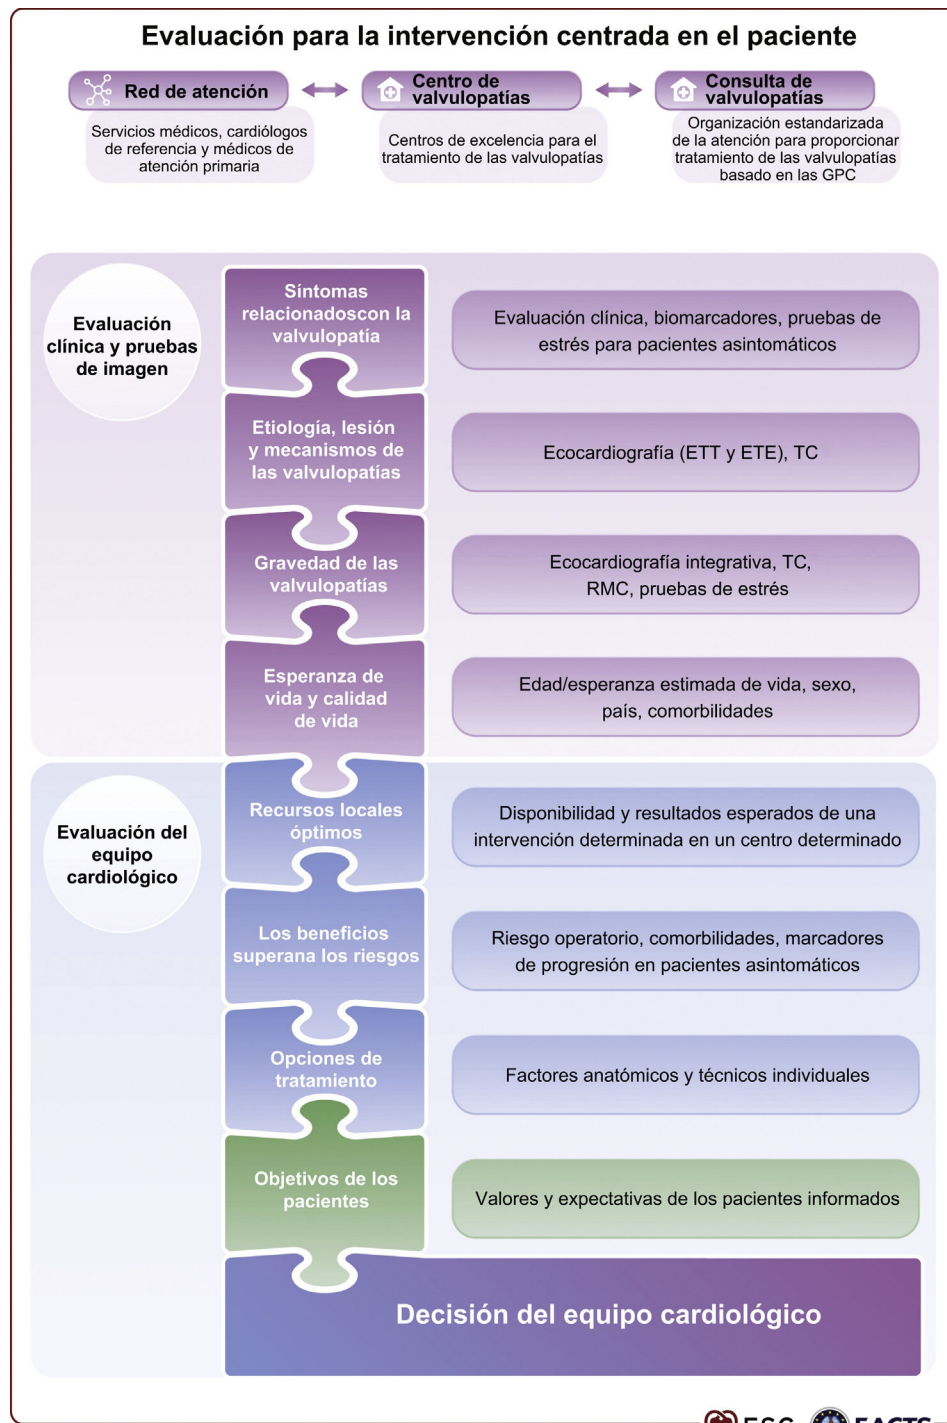 Evaluación para la intervención centrada en el paciente
Red de atención
Servicios médicos, cardiólogos
de referencia y médicos de
atención primaria
Centro de
valvulopatías
Centros de excelencia para el
tratamiento de las valvulopatías
Consulta de
valvulopatías
Organización estandarizada
de la atención para proporcionar
tratamiento de las valvulopatías
basado en las GPC
Evaluación
clínica y pruebas
de imagen
Síntomas
relacionadoscon la
valvulopatía
Evaluación clínica, biomarcadores, pruebas de
estrés para pacientes asintomáticos
Etiología, lesión
y mecanismos de
las valvulopatías
Ecocardiografía (ETT y ETE), TC
Gravedad de las
valvulopatías
Ecocardiografía integrativa, TC,
RMC, pruebas de estrés
Esperanza de
vida y calidad
de vida
Edad/esperanza estimada de vida, sexo,
país, comorbilidades
Evaluación del
equipo
cardiológico
Recursos locales
óptimos
Disponibilidad y resultados esperados de una
intervención determinada en un centro determinado
Los beneficios
superana los riesgos
Riesgo operatorio, comorbilidades, marcadores
de progresión en pacientes asintomáticos
Opciones de
tratamiento
Factores anatómicos y técnicos individuales
Objetivos de los
pacientes
Valores y expectativas de los pacientes informados
Decisión del equipo cardiológico
ESC
EACTS